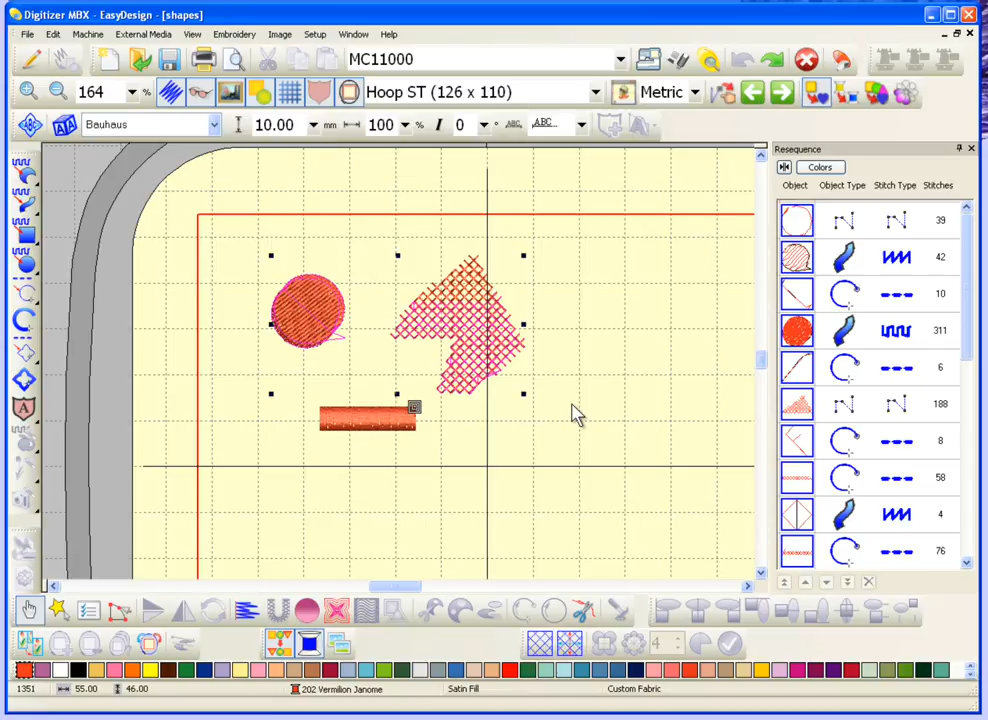 Digitizer MBX - EasyDesign - [shapes]
File Edit Machine External Media View Embroidery Image Setup Window Help
MC11000
164 % Hoop ST (126 x 110) Metric
Bauhaus 10.00 mm 100 % 0 ° ABC ABC
Resequence
Colors
Object Object Type Stitch Type Stitches
39
42
10
311
6
188
8
58
4
76
4
1351 55.00 46.00 202 Vermilion Janome Satin Fill Custom Fabric